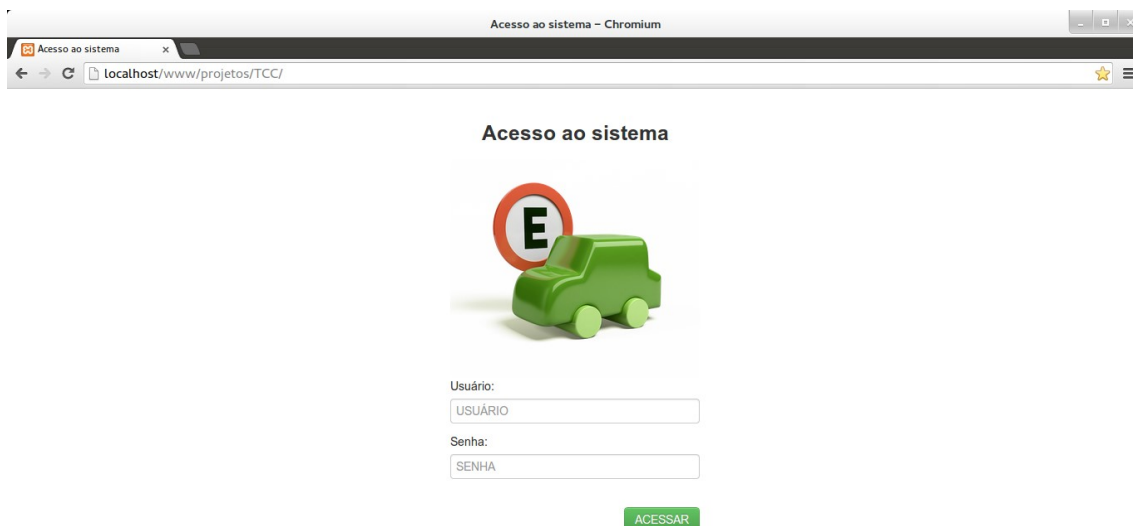 Acesso ao sistema – Chromium
Acesso ao sistema
localhost/www/projetos/TCC/
Acesso ao sistema
E
Usuário:
USUÁRIO
Senha:
SENHA
ACESSAR